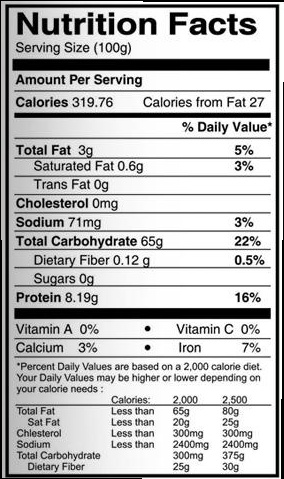 Nutrition Facts
Serving Size (100g)
Amount Per Serving
Calories 319.76 Calories from Fat 27
% Daily Value*
Total Fat 3g 5%
Saturated Fat 0.6g 3%
Trans Fat 0g
Cholesterol 0mg
Sodium 71mg 3%
Total Carbohydrate 65g 22%
Dietary Fiber 0.12 g 0.5%
Sugars 0g
Protein 8.19g 16%
Vitamin A 0% • Vitamin C 0%
Calcium 3% • Iron 7%
*Percent Daily Values are based on a 2,000 calorie diet.
Your Daily Values may be higher or lower depending on
your calorie needs :
Calories: 2,000 2,500
Total Fat Less than 65g 80g
Sat Fat Less than 20g 25g
Chlesterol Less than 300mg 300mg
Sodium Less than 2400mg 2400mg
Total Carbohydrate 300mg 375g
Dietary Fiber 25g 30g